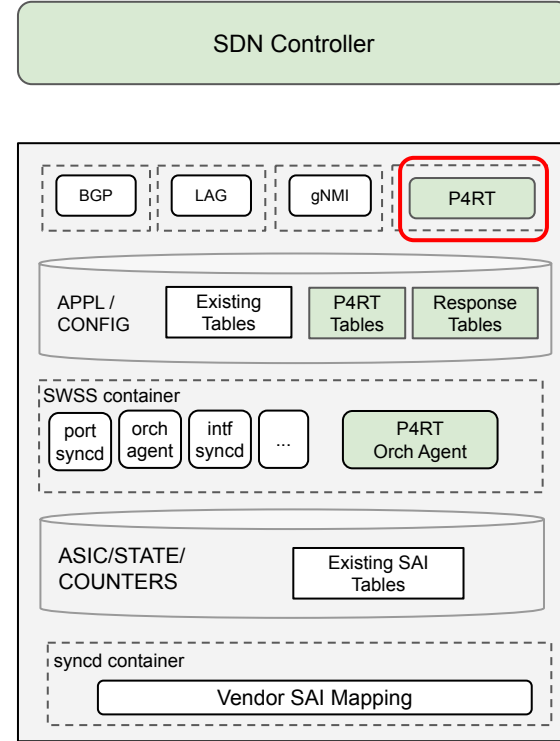 SDN Controller
BGP
LAG
gNMI
P4RT
APPL /
CONFIG
Existing
Tables
P4RT
Tables
Response
Tables
SWSS container
port
syncd
orch
agent
intf
syncd
...
P4RT
Orch Agent
ASIC/STATE/
COUNTERS
Existing SAI
Tables
syncd container
Vendor SAI Mapping